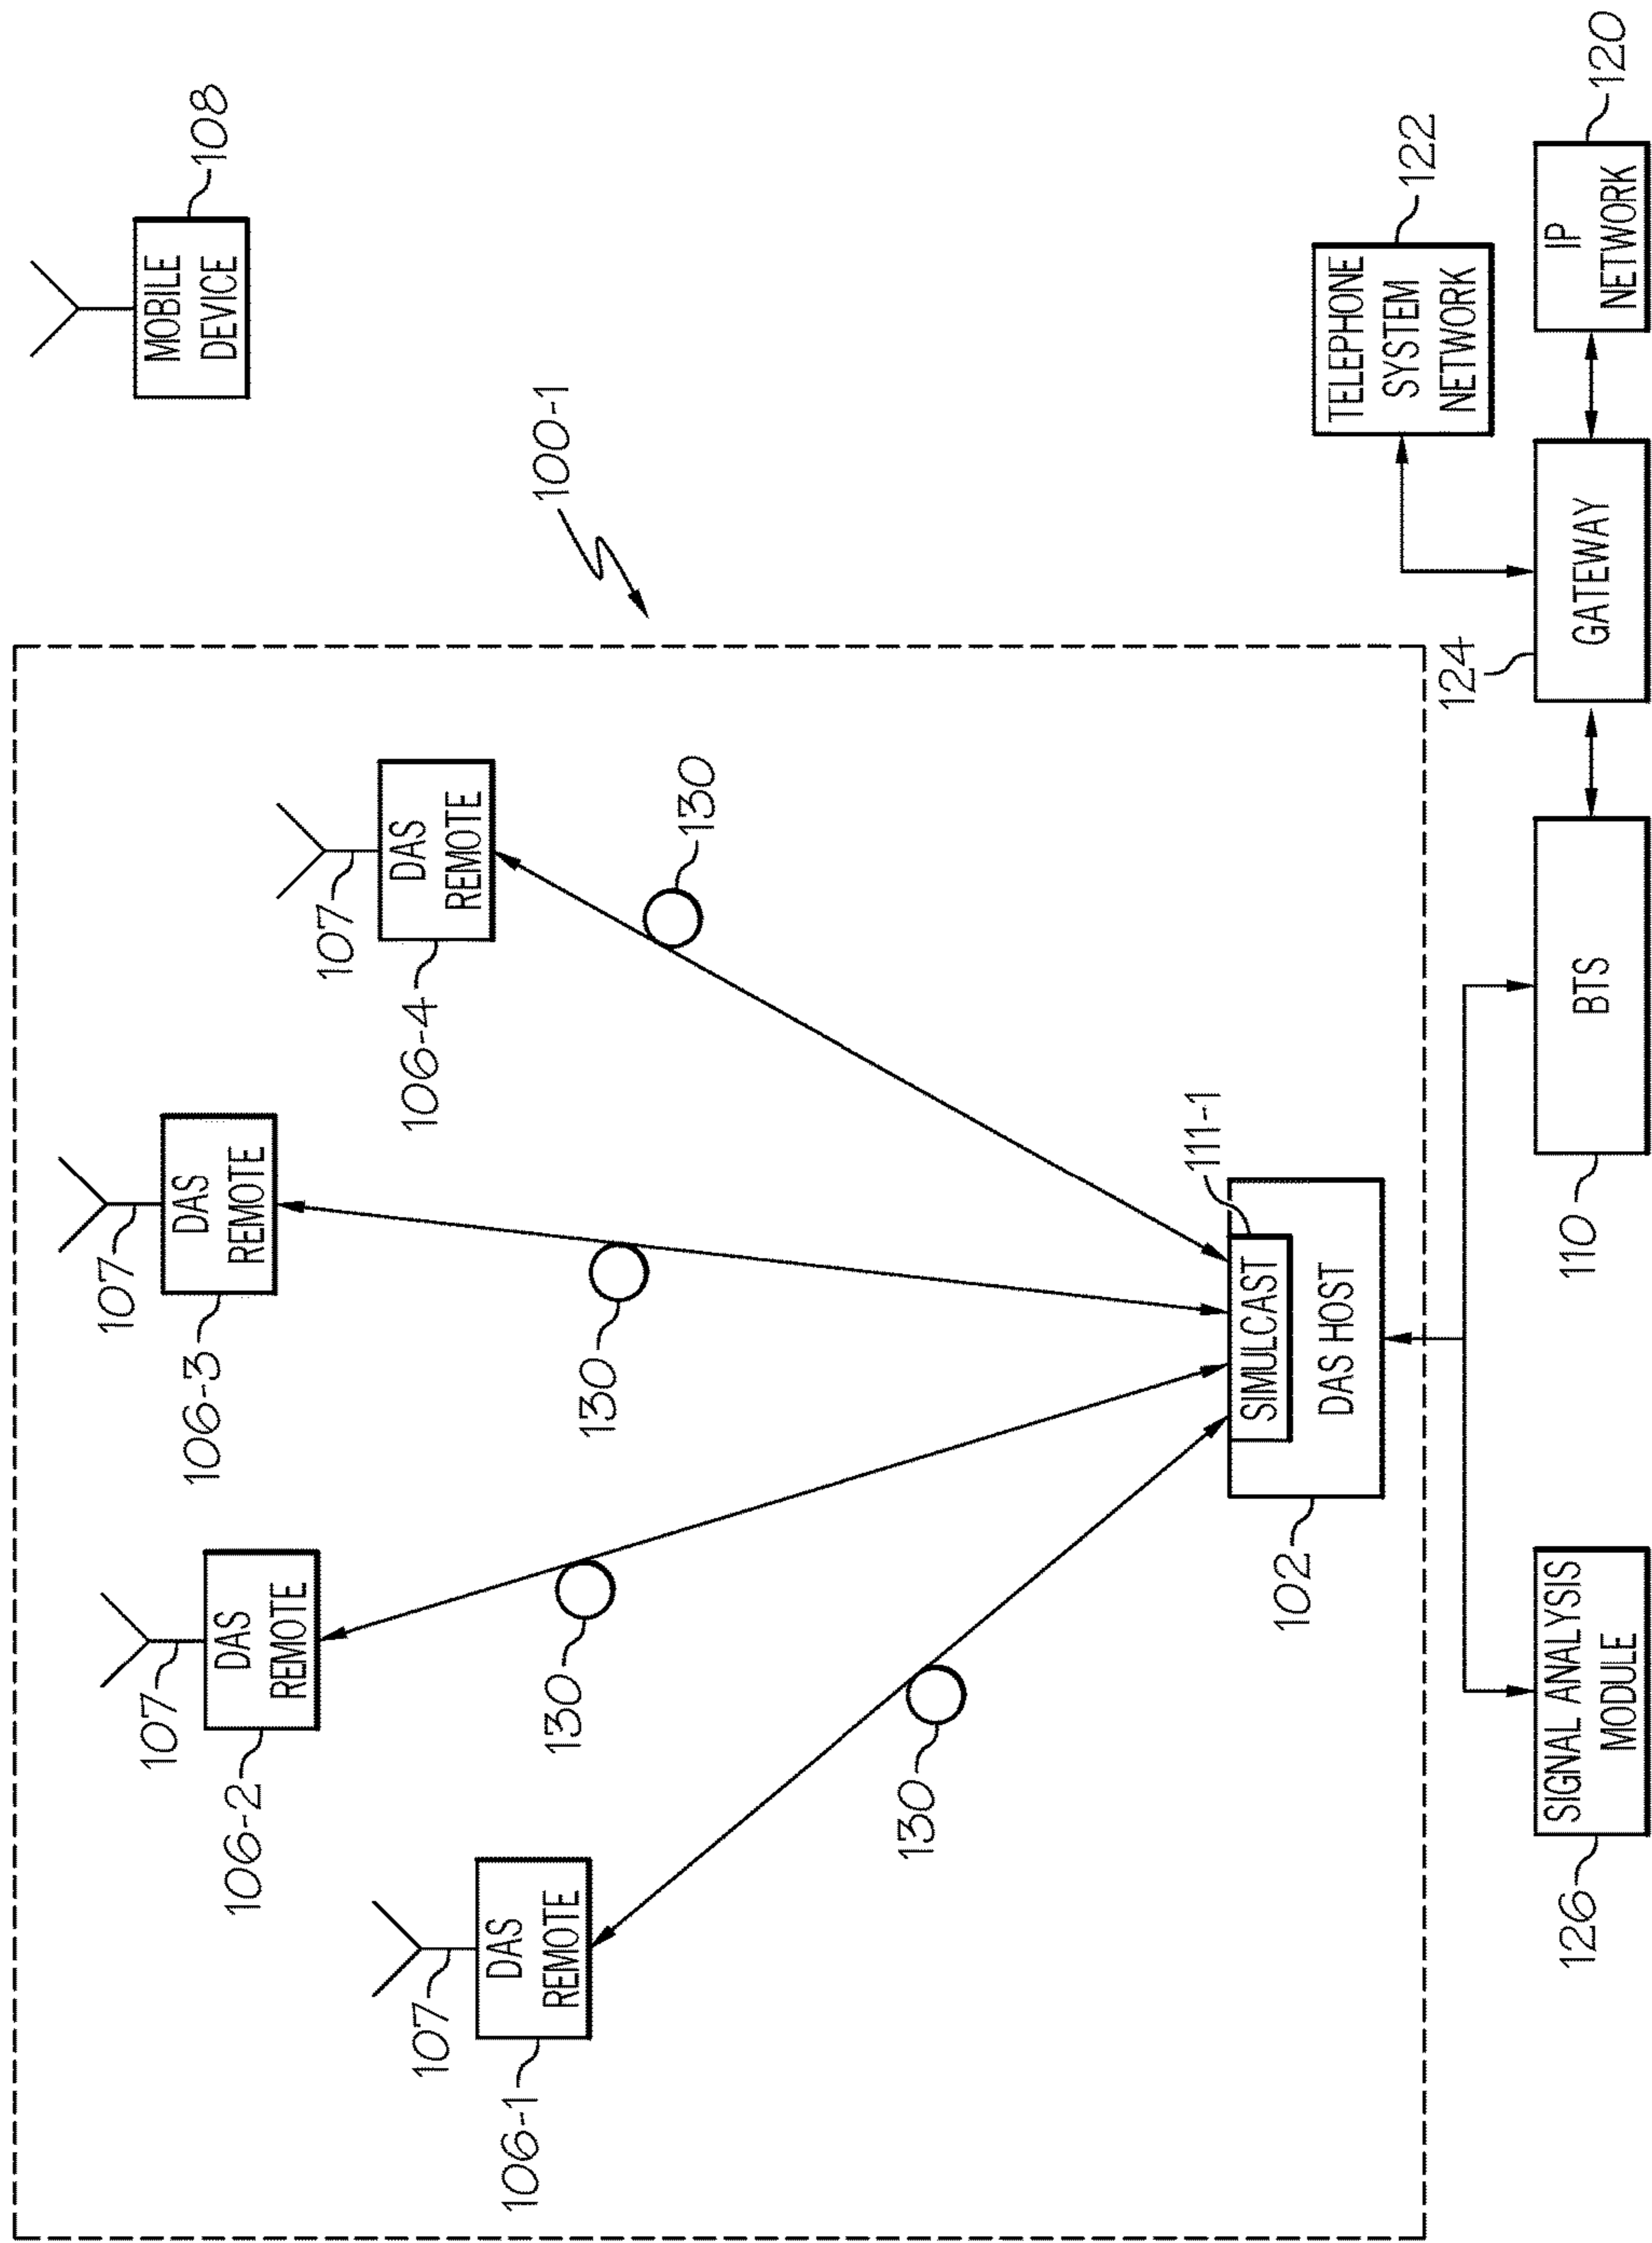 MOBILE
DEVICE
108
100-1
107
DAS
REMOTE
106-3
107
DAS
REMOTE
106-2
107
DAS
REMOTE
106-4
107
DAS
REMOTE
106-1
130
130
130
130
SIMULCAST
111-1
DAS HOST
102
TELEPHONE
SYSTEM
NETWORK
122
SIGNAL ANALYSIS
MODULE
126
BTS
110
GATEWAY
124
IP
NETWORK
120